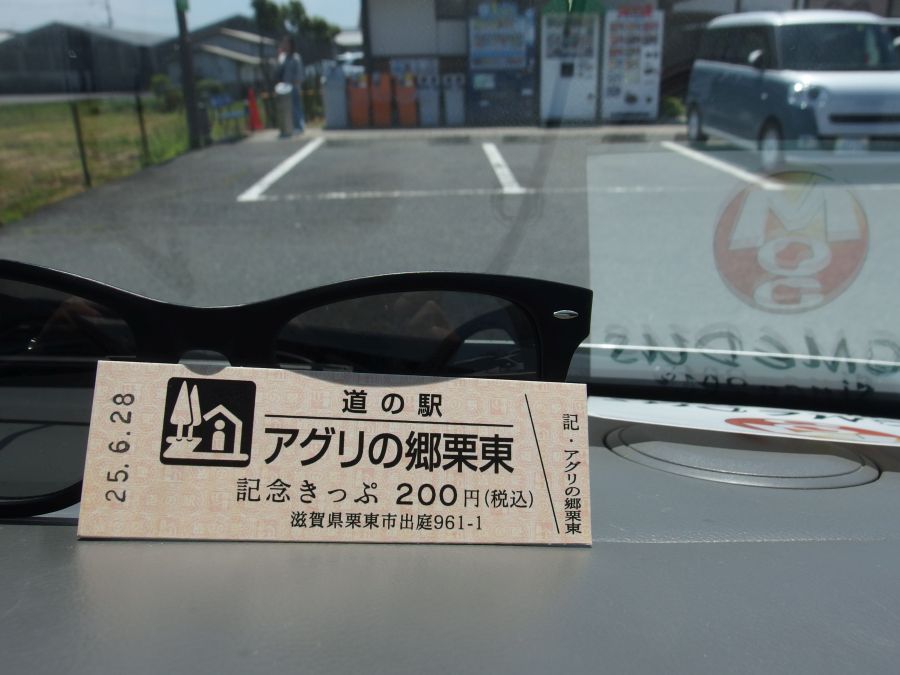 25.6.28
道の駅
アグリの郷栗東
記念きっぷ 200円(税込)
滋賀県栗東市出庭961-1
記・アグリの郷栗東
MOG